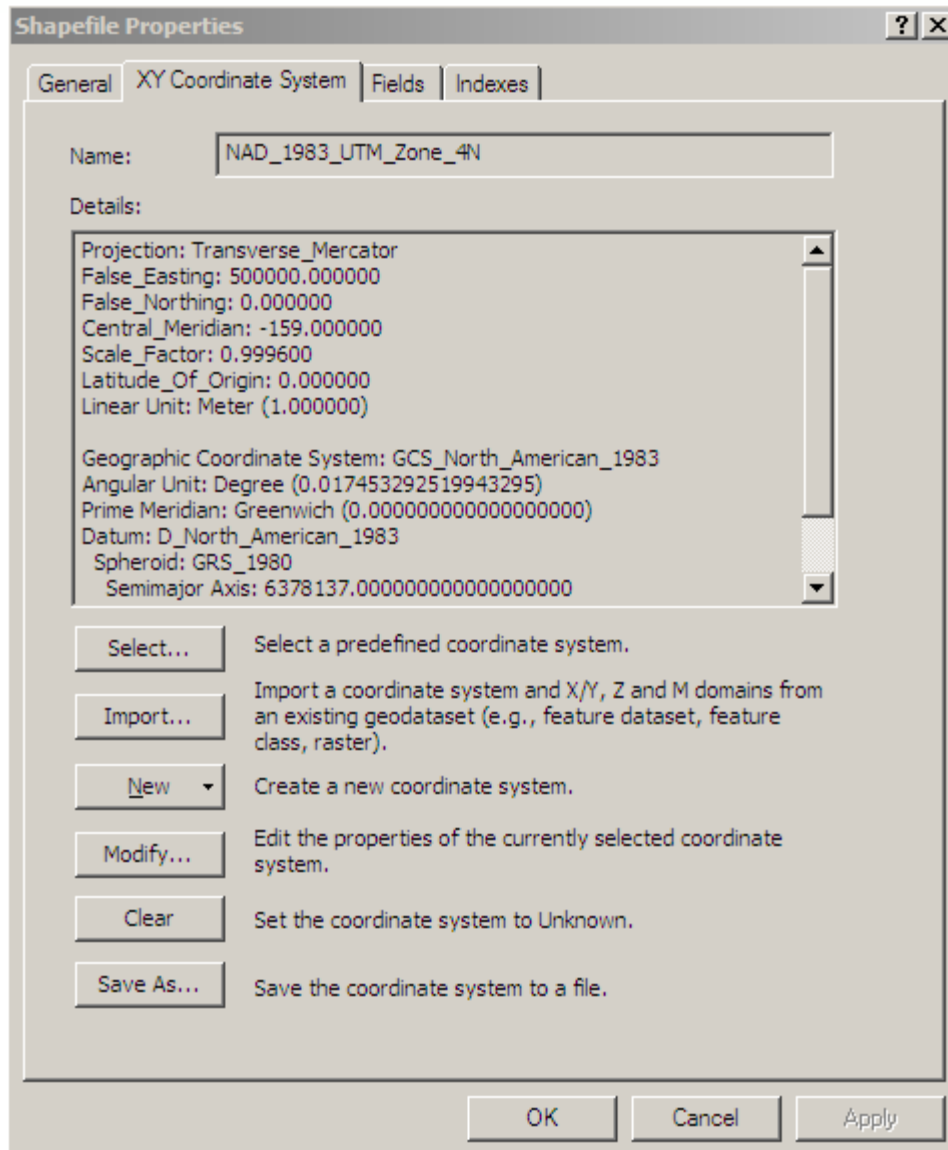 Shapefile Properties
General XY Coordinate System Fields Indexes
Name: NAD_1983_UTM_Zone_4N
Details:
Projection: Transverse_Mercator
False_Easting: 500000.000000
False_Northing: 0.000000
Central_Meridian: -159.000000
Scale_Factor: 0.999600
Latitude_Of_Origin: 0.000000
Linear Unit: Meter (1.000000)
Geographic Coordinate System: GCS_North_American_1983
Angular Unit: Degree (0.017453292519943295)
Prime Meridian: Greenwich (0.000000000000000000)
Datum: D_North_American_1983
Spheroid: GRS_1980
Semimajor Axis: 6378137.000000000000000000
Select... Select a predefined coordinate system.
Import... Import a coordinate system and X/Y, Z and M domains from
an existing geodataset (e.g., feature dataset, feature
class, raster).
New Create a new coordinate system.
Modify... Edit the properties of the currently selected coordinate
system.
Clear Set the coordinate system to Unknown.
Save As... Save the coordinate system to a file.
OK Cancel Apply